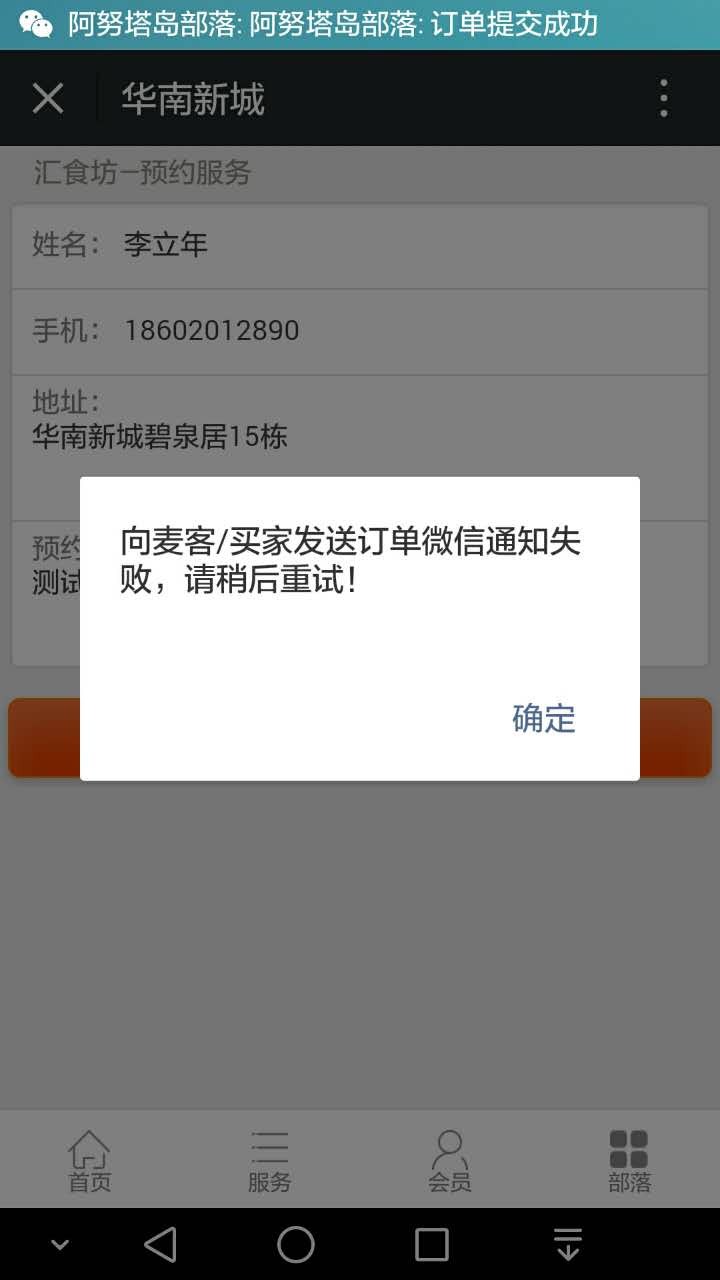 阿努塔岛部落: 阿努塔岛部落: 订单提交成功
华南新城
汇食坊—预约服务
姓名： 李立年
手机： 18602012890
地址：
华南新城碧泉居15栋
预约
测试
向麦客/买家发送订单微信通知失
败，请稍后重试！
确定
首页 服务 会员 部落